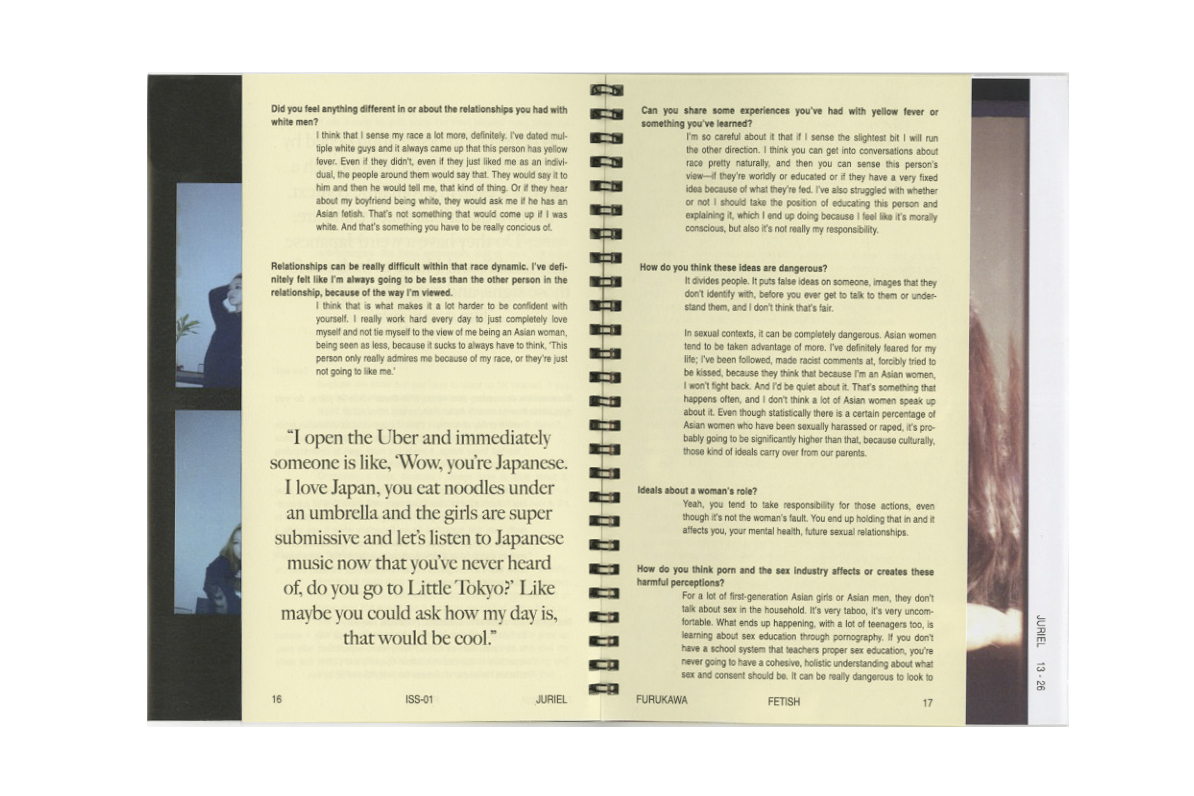 Did you feel anything different in or about the relationships you had with
white men?
I think that I sense my race a lot more, definitely. I've dated mul-
tiple white guys and it always came up that this person has yellow
fever. Even if they didn't, even if they just liked me as an indivi-
dual, the people around them would say that. They would say it to
him and then he would tell me, that kind of thing. Or if they hear
about my boyfriend being white, they would ask me if he has an
Asian fetish. That's not something that would come up if I was
white. And that's something you have to be really concious of.
Relationships can be really difficult within that race dynamic. I've defi-
nitely felt like I'm always going to be less than the other person in the
relationship, because of the way I'm viewed.
I think that is what makes it a lot harder to be confident with
yourself. I really work hard every day to just completely love
myself and not tie myself to the view of me being an Asian woman,
being seen as less, because it sucks to always have to think, 'This
person only really admires me because of my race, or they're just
not going to like me.'
“I open the Uber and immediately
someone is like, ‘Wow, you're Japanese.
I love Japan, you eat noodles under
an umbrella and the girls are super
submissive and let's listen to Japanese
music now that you've never heard
of, do you go to Little Tokyo?’ Like
maybe you could ask how my day is,
that would be cool.”
16 ISS-01 JURIEL
Can you share some experiences you've had with yellow fever or
something you've learned?
I'm so careful about it that if I sense the slightest bit I will run
the other direction. I think you can get into conversations about
race pretty naturally, and then you can sense this person's
view—if they're worldly or educated or if they have a very fixed
idea because of what they're fed. I've also struggled with whether
or not I should take the position of educating this person and
explaining it, which I end up doing because I feel like it's morally
conscious, but also it's not really my responsibility.
How do you think these ideas are dangerous?
It divides people. It puts false ideas on someone, images that they
don't identify with, before you ever get to talk to them or under-
stand them, and I don't think that's fair.
In sexual contexts, it can be completely dangerous. Asian women
tend to be taken advantage of more. I've definitely feared for my
life; I've been followed, made racist comments at, forcibly tried to
be kissed, because they think that because I'm an Asian women,
I won't fight back. And I'd be quiet about it. That's something that
happens often, and I don't think a lot of Asian women speak up
about it. Even though statistically there is a certain percentage of
Asian women who have been sexually harassed or raped, it's pro-
bably going to be significantly higher than that, because culturally,
those kind of ideals carry over from our parents.
Ideals about a woman's role?
Yeah, you tend to take responsibility for those actions, even
though it's not the woman's fault. You end up holding that in and it
affects you, your mental health, future sexual relationships.
How do you think porn and the sex industry affects or creates these
harmful perceptions?
For a lot of first-generation Asian girls or Asian men, they don't
talk about sex in the household. It's very taboo, it's very uncom-
fortable. What ends up happening, with a lot of teenagers too, is
learning about sex education through pornography. If you don't
have a school system that teachers proper sex education, you're
never going to have a cohesive, holistic understanding about what
sex and consent should be. It can be really dangerous to look to
FURUKAWA FETISH 17
JURIEL 13 - 26